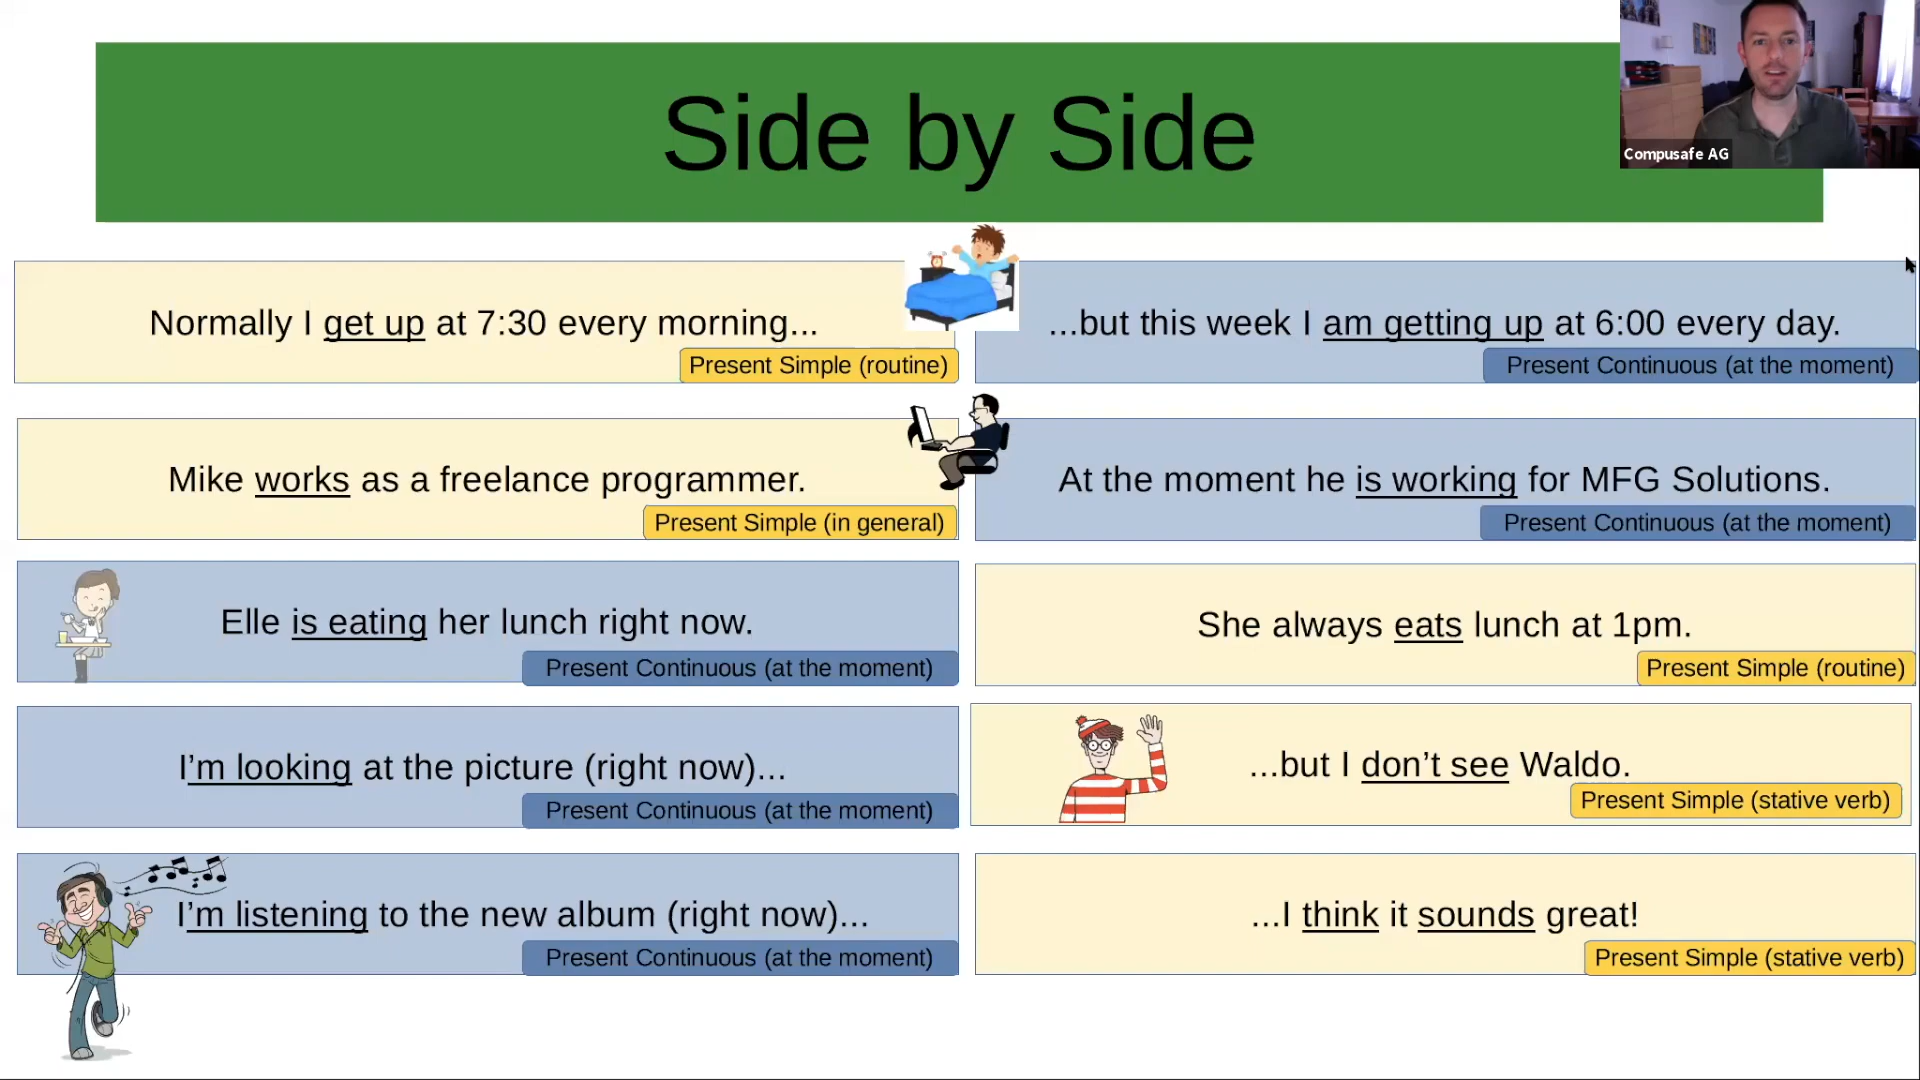 Side by Side
Compusafe AG
Normally I get up at 7:30 every morning...
Present Simple (routine)
...but this week I am getting up at 6:00 every day.
Present Continuous (at the moment)
Mike works as a freelance programmer.
Present Simple (in general)
At the moment he is working for MFG Solutions.
Present Continuous (at the moment)
Elle is eating her lunch right now.
Present Continuous (at the moment)
She always eats lunch at 1pm.
Present Simple (routine)
I’m looking at the picture (right now)...
Present Continuous (at the moment)
...but I don’t see Waldo.
Present Simple (stative verb)
I’m listening to the new album (right now)...
Present Continuous (at the moment)
...I think it sounds great!
Present Simple (stative verb)